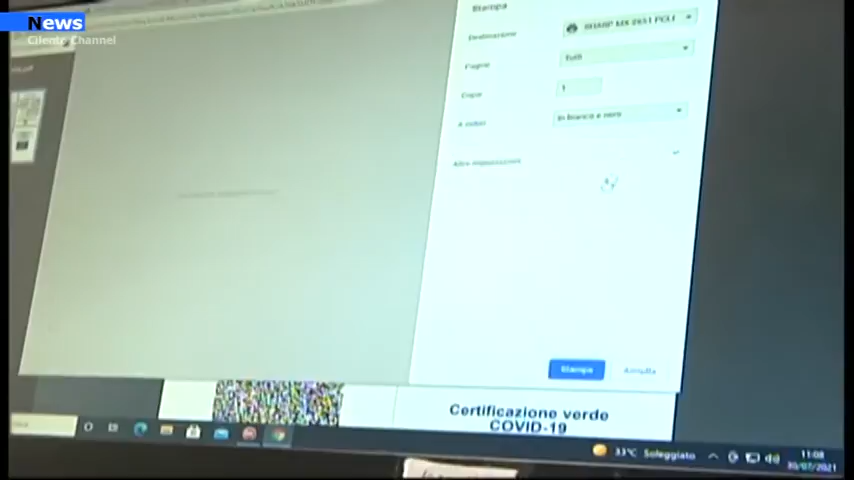 News
Cilento Channel
Stampa
Destinazione
SHARP MX-2651 PCL6
Pagine
Tutti
Copie
1
A colori
In bianco e nero
Altre impostazioni
Stampa
Annulla
Certificazione verde
COVID-19
33°C Soleggiato
11:08
30/07/2021